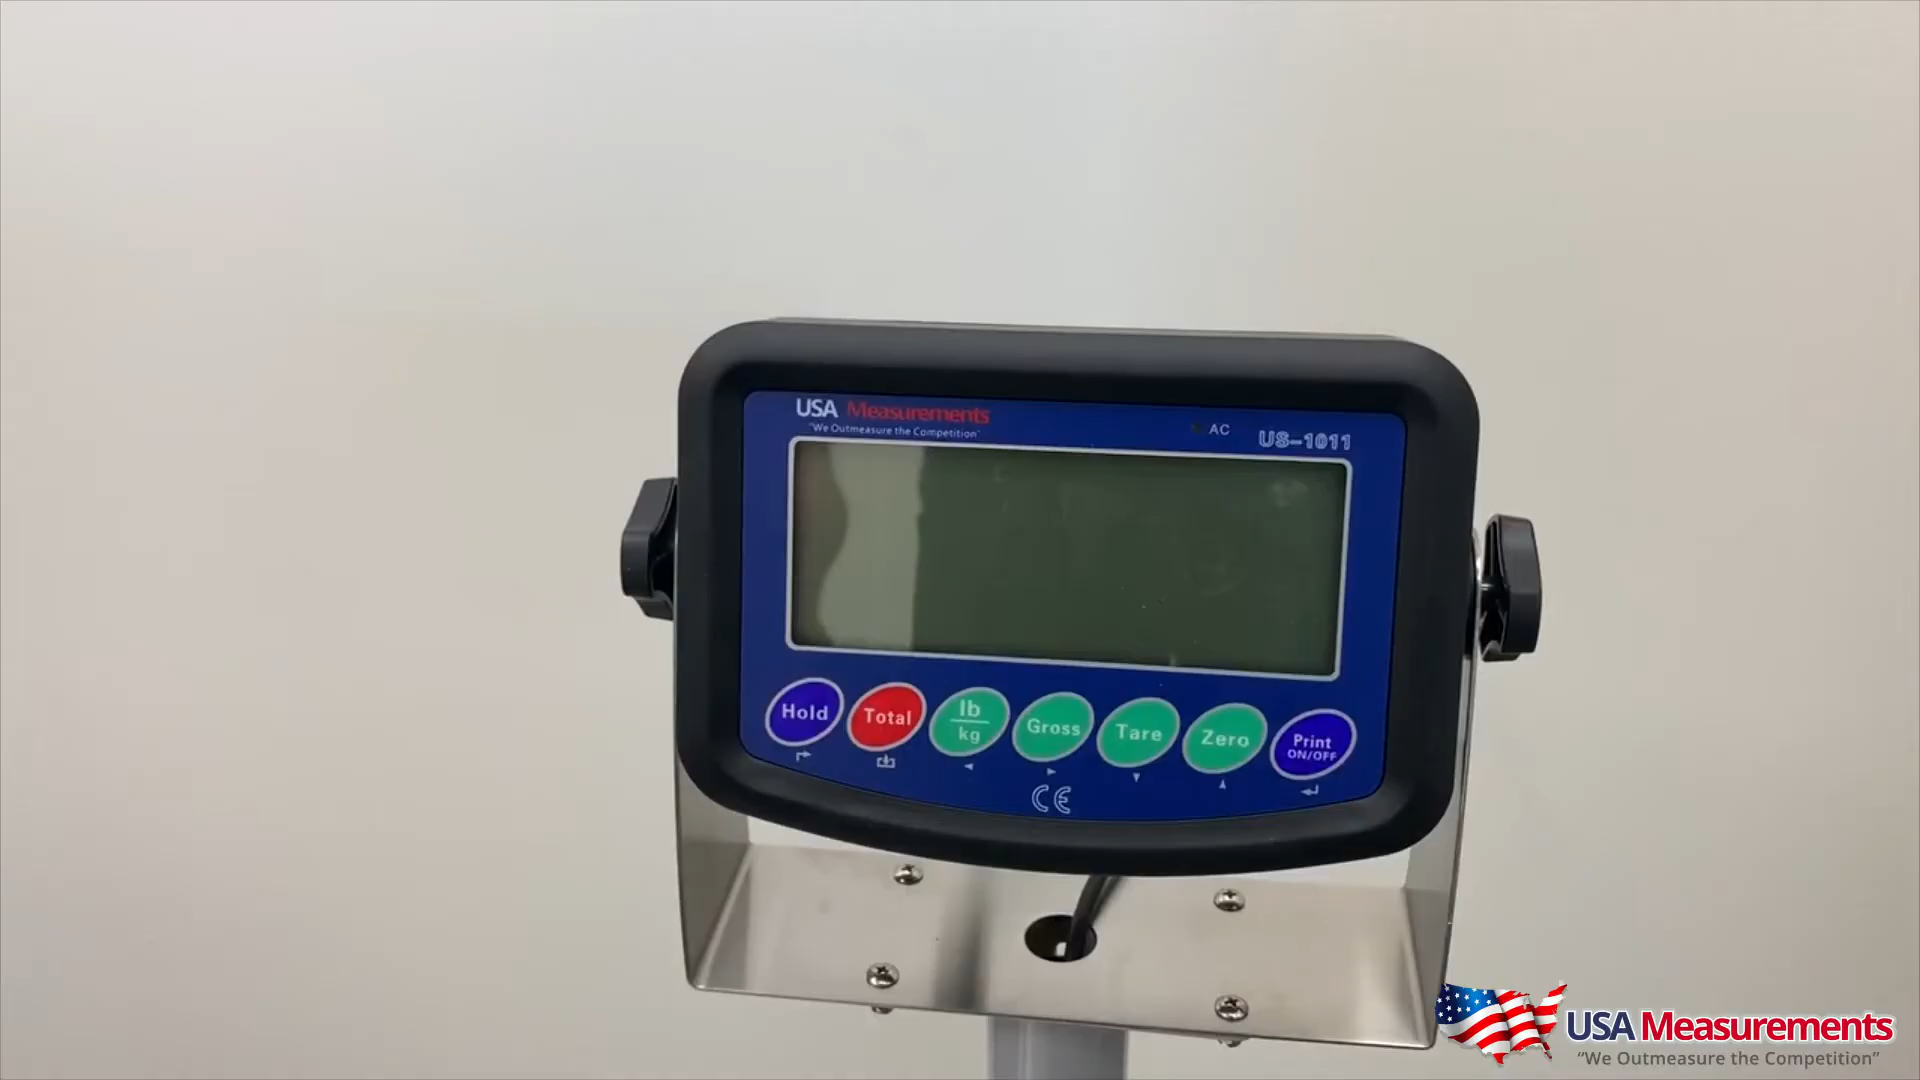 USA Measurements
"We Outmeasure the Competition"
AC
US-1011
Hold
Total
lb
kg
Gross
Tare
Zero
Print
ON/OFF
CE
USA Measurements
"We Outmeasure the Competition"